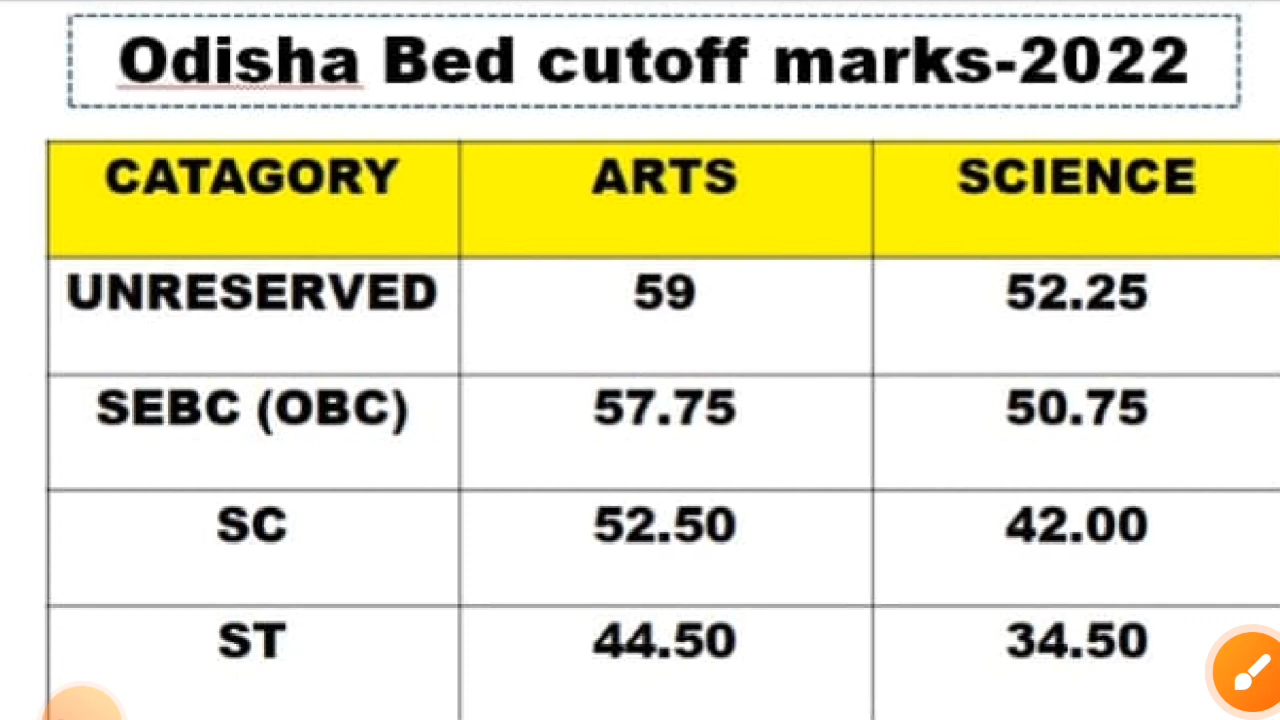 Odisha Bed cutoff marks-2022
CATAGORY ARTS SCIENCE
UNRESERVED 59 52.25
SEBC (OBC) 57.75 50.75
SC 52.50 42.00
ST 44.50 34.50